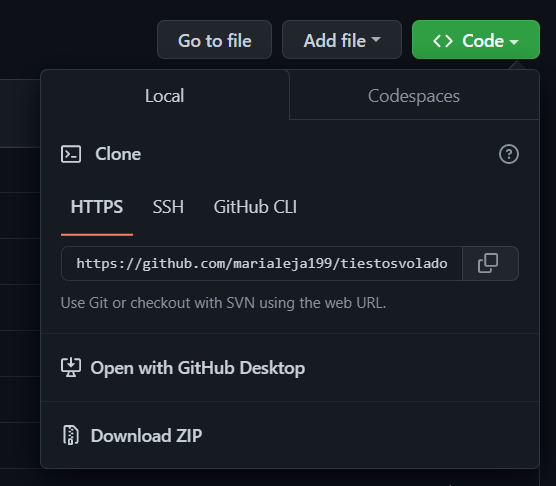 Go to file Add file <> Code
Local Codespaces
Clone
HTTPS SSH GitHub CLI
https://github.com/marialeja199/tiestosvolado
Use Git or checkout with SVN using the web URL.
Open with GitHub Desktop
Download ZIP